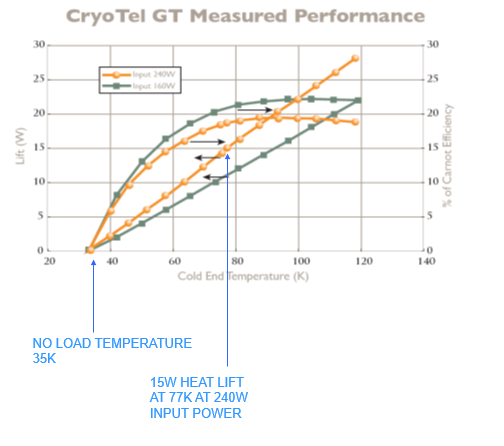 CryoTel GT Measured Performance
30
25
20
15
10
5
0
Lift (W)
Input 240W
Input 160W
30
25
20
15
10
5
0
% of Carnot Efficiency
20 40 60 80 100 120 140
Cold End Temperature (K)
NO LOAD TEMPERATURE
35K
15W HEAT LIFT
AT 77K AT 240W
INPUT POWER